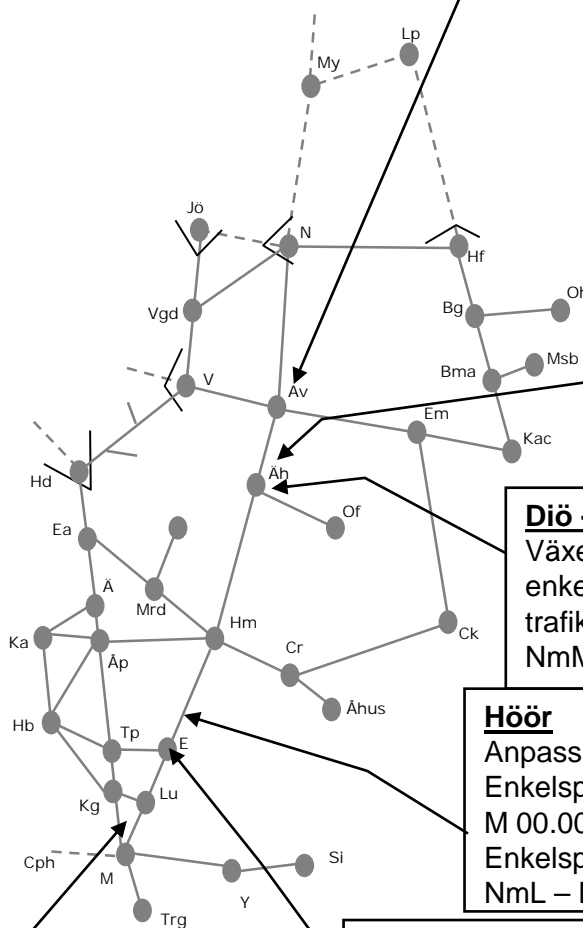 Lp
My
Jö
N
Hf
Vgd
Bg
V
Bma
Msb
Av
Em
Kac
Äh
Hd
Of
Ea
Diö
Växe
enke
trafik
NmM
Ä
Mrd
Hm
Ka
Åp
Cr
Ck
Åhus
Hb
Höör
Anpass
Enkelsp
M 00.00
Enkelsp
NmL –
Tp
E
Kg
Lu
Cph
M
Si
Y
Trg